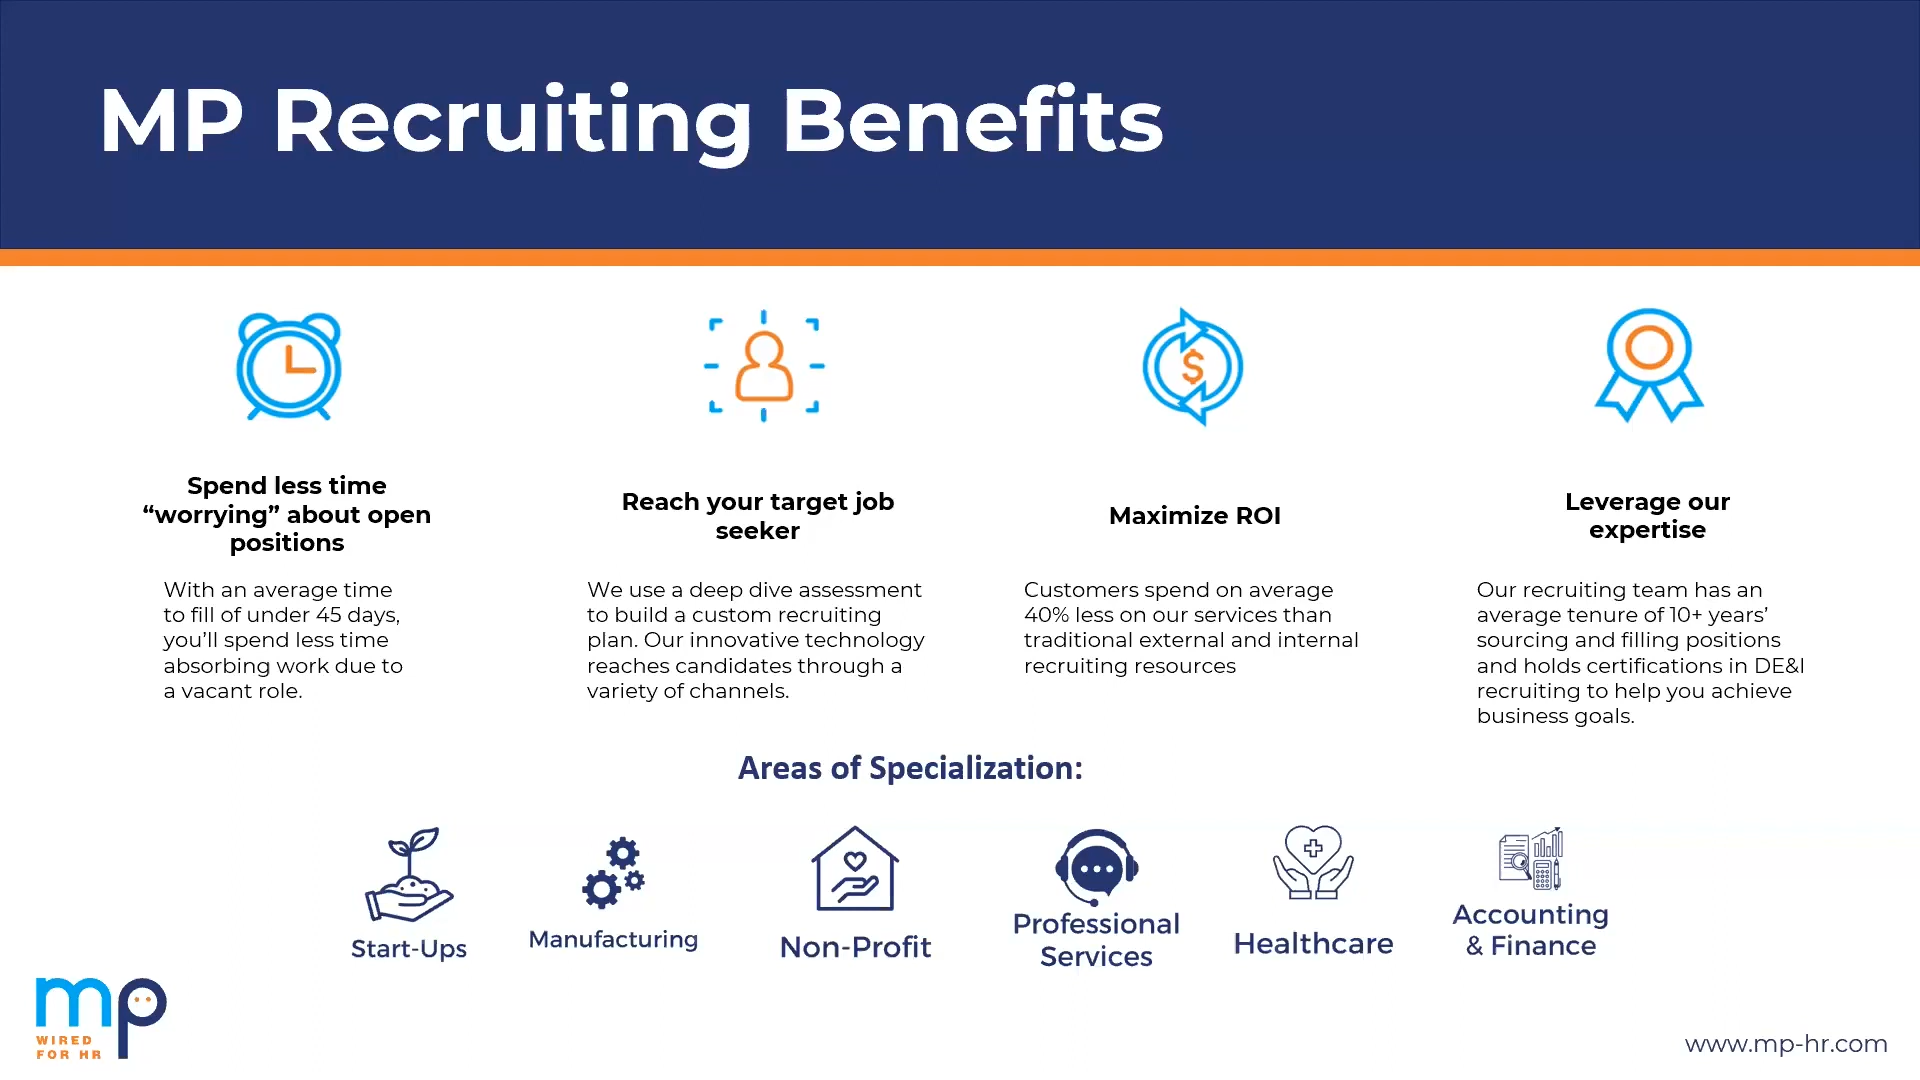 MP Recruiting Benefits
Spend less time
“worrying” about open
positions
With an average time
to fill of under 45 days,
you’ll spend less time
absorbing work due to
a vacant role.
Reach your target job
seeker
We use a deep dive assessment
to build a custom recruiting
plan. Our innovative technology
reaches candidates through a
variety of channels.
Maximize ROI
Customers spend on average
40% less on our services than
traditional external and internal
recruiting resources
Leverage our
expertise
Our recruiting team has an
average tenure of 10+ years’
sourcing and filling positions
and holds certifications in DE&I
recruiting to help you achieve
business goals.
Areas of Specialization:
Start-Ups
Manufacturing
Non-Profit
Professional
Services
Healthcare
Accounting
& Finance
mp
WIRED
FOR HR
www.mp-hr.com